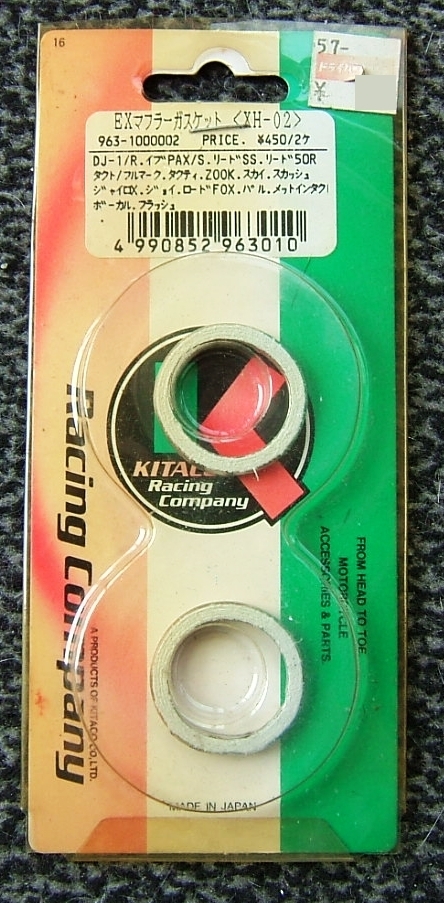 16
57-
ドライバ
¥
EXマフラーガスケット <XH-02>
963-1000002 PRICE. ¥450/2ケ
DJ-1/R.イブPAX/S.リードSS.リード50R
タクト/フルマーク.タクティ.ZOOK.スカイ.スカッシュ
ジャイロX.ジョイ.ロードFOX.パル.メットインタクト
ボーカル.フラッシュ
4 990852 963010
KITACO
Racing
Company
Racing Company
A PRODUCTS OF KITACO CO,LTD.
FROM HEAD TO TOE
MOTORCYCLE
ACCESSORIES & PARTS.
MADE IN JAPAN